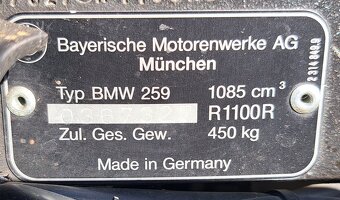 Bayerische Motorenwerke AG
München
Typ BMW 259 1085 cm³
R1100R
Zul. Ges. Gew. 450 kg
Made in Germany